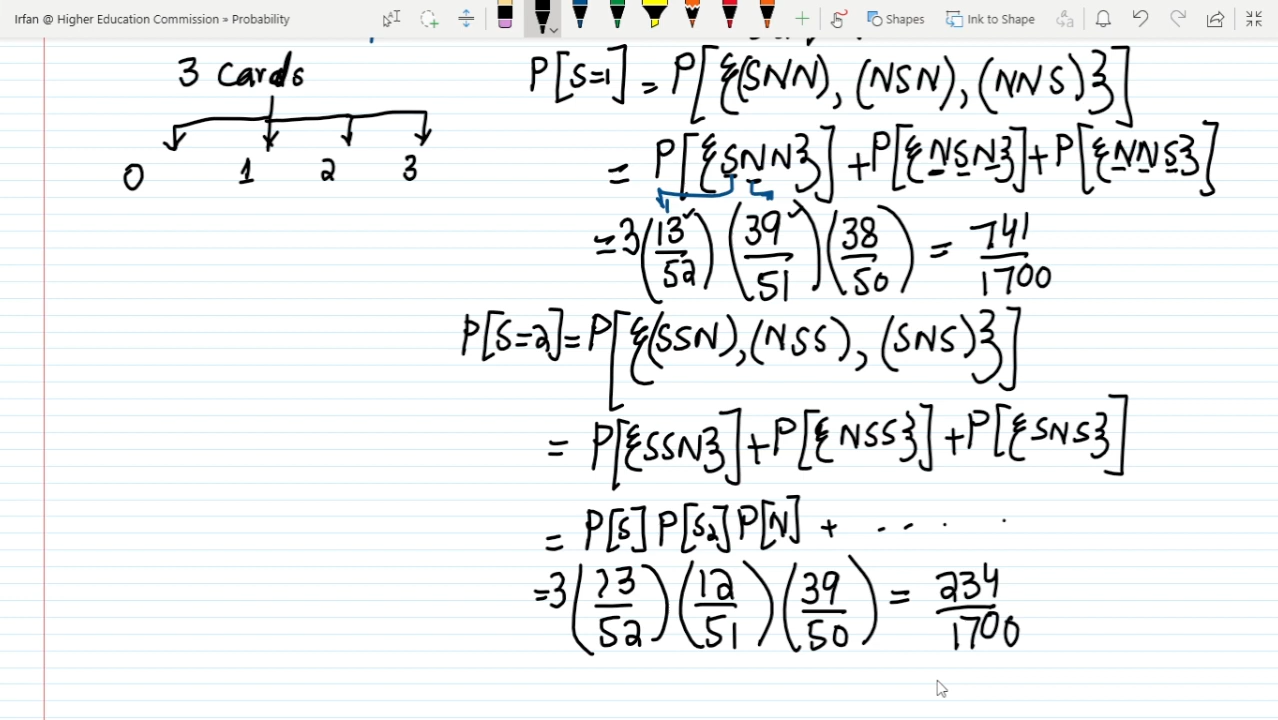 Irfan @ Higher Education Commission » Probability
Shapes
Ink to Shape
3 Cards
0 1 2 3
P[S=1] = P[{(SNN), (NSN), (NNS)}]
= P[{SNN}] + P[{NSN}] + P[{NNS}]
= 3(13/52)(39/51)(38/50) = 741/1700
P[S=2] = P[{(SSN), (NSS), (SNS)}]
= P[{SSN}] + P[{NSS}] + P[{SNS}]
= P[S] P[S2] P[N] + ....
= 3(13/52)(12/51)(39/50) = 234/1700